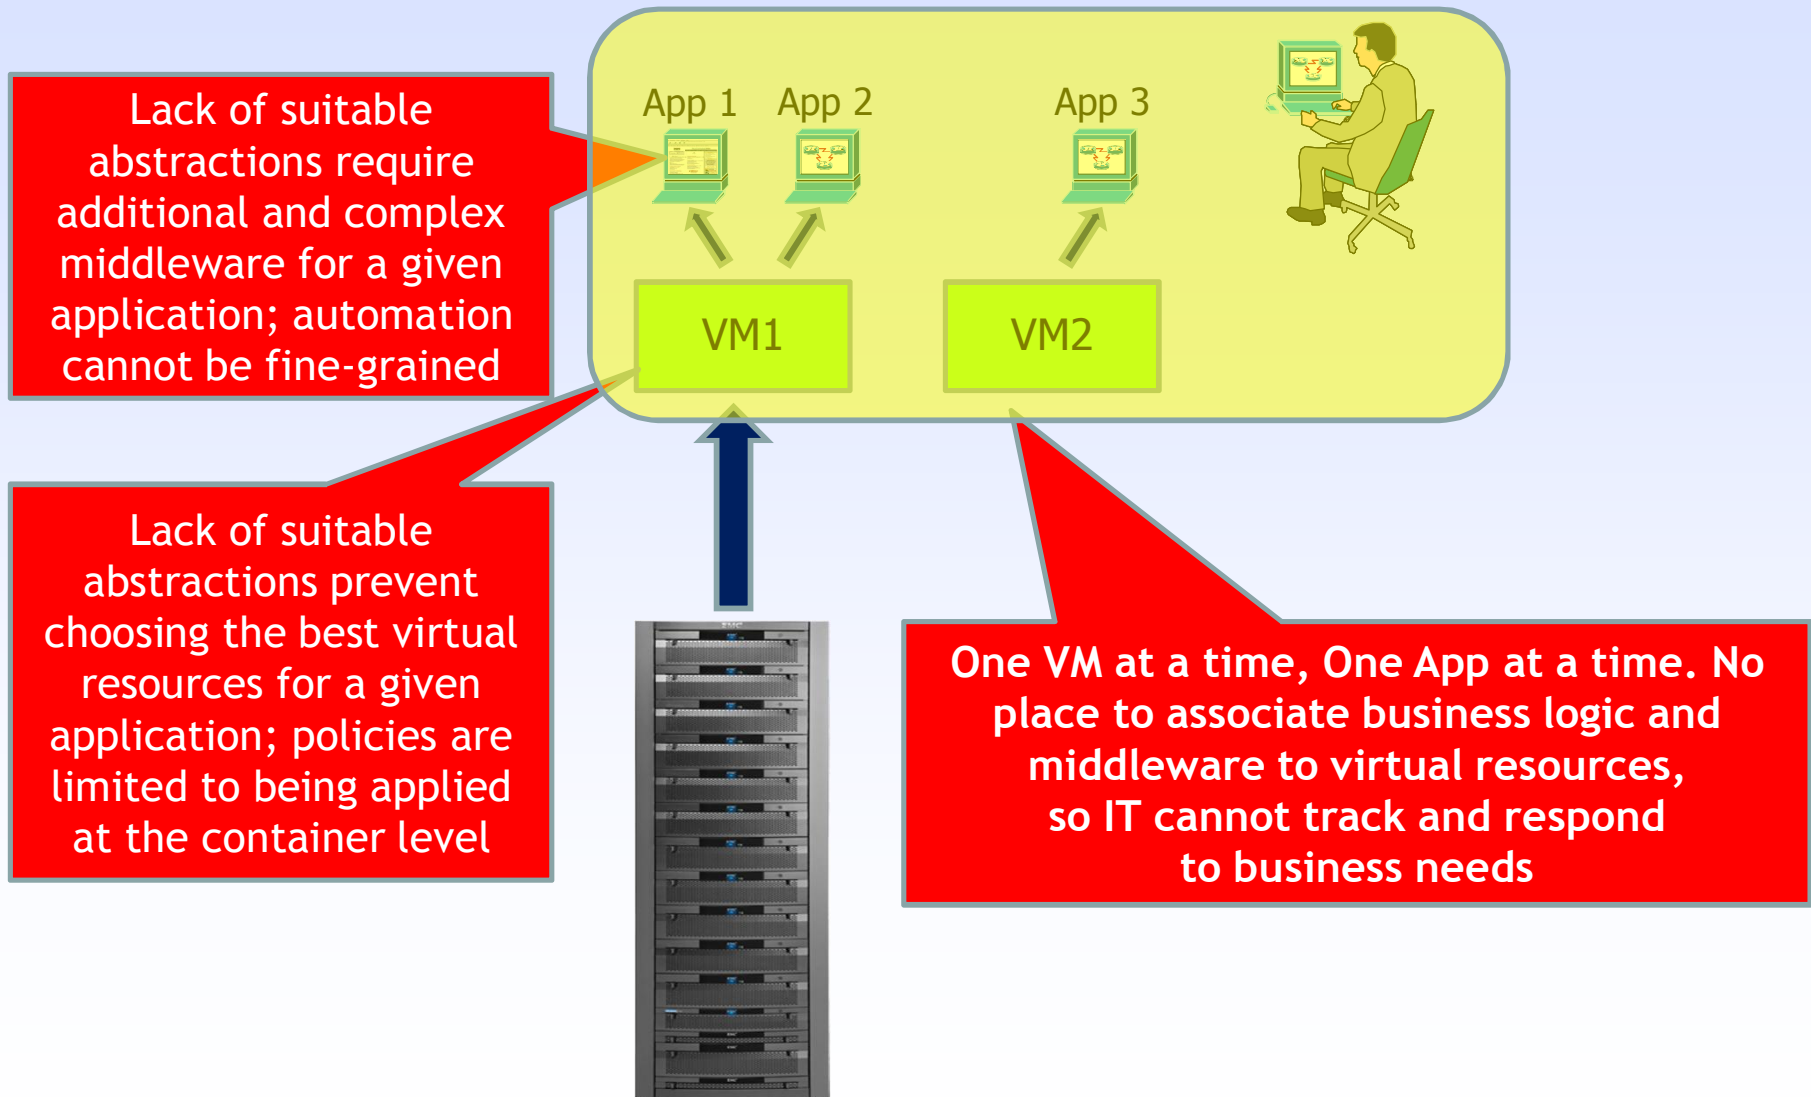 App 1
App 2
App 3
Lack of suitable
abstractions require
additional and complex
middleware for a given
application; automation
cannot be fine-grained
VM1
VM2
Lack of suitable
abstractions prevent
choosing the best virtual
resources for a given
application; policies are
limited to being applied
at the container level
One VM at a time, One App at a time. No
place to associate business logic and
middleware to virtual resources,
so IT cannot track and respond
to business needs